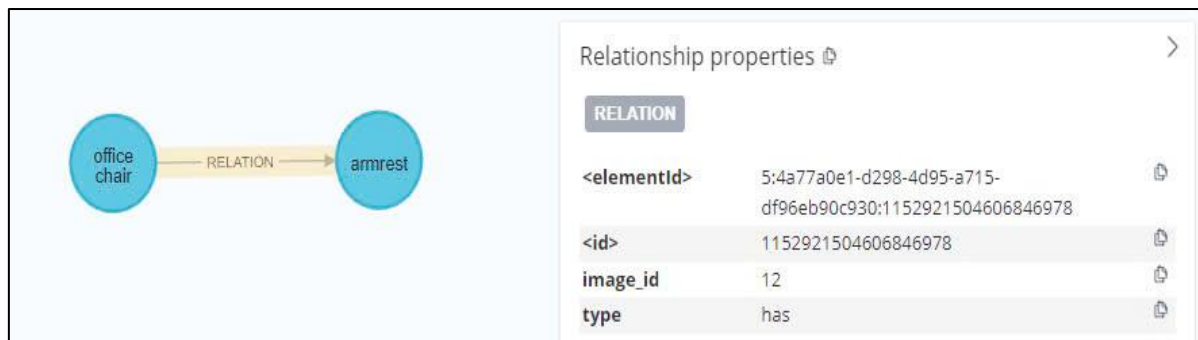 office
chair
RELATION
armrest
Relationship properties
RELATION
<elementId> 5:4a77a0e1-d298-4d95-a715-
df96eb90c930:1152921504606846978
<id> 1152921504606846978
image_id 12
type has